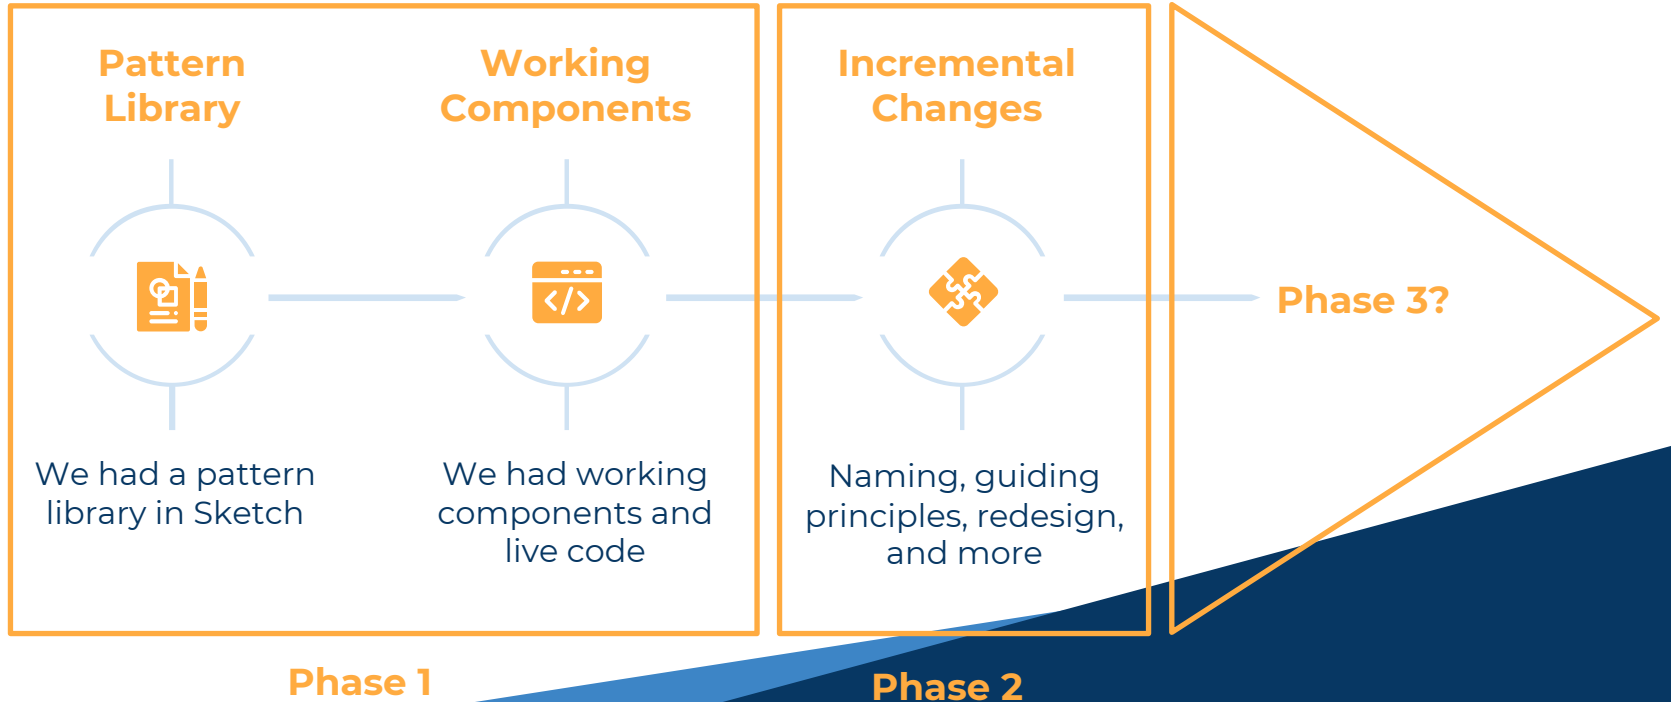 Pattern
Library
We had a pattern
library in Sketch
Working
Components
We had working
components and
live code
Phase 1
Incremental
Changes
Naming, guiding
principles, redesign,
and more
Phase 2
Phase 3?